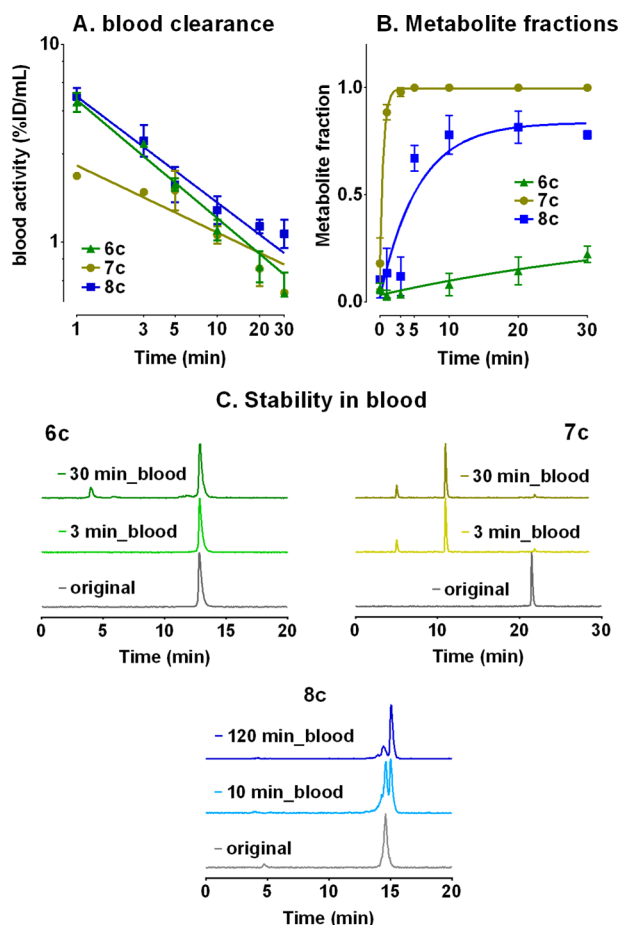 A. blood clearance
B. Metabolite fractions
blood activity (%ID/mL)
10
1
6c
7c
8c
1
3
5
10
20
30
Time (min)
Metabolite fraction
1.0
0.5
0.0
6c
7c
8c
0
3
5
10
20
30
Time (min)
C. Stability in blood
6c
30 min_blood
3 min_blood
original
0
5
10
15
20
Time (min)
7c
30 min_blood
3 min_blood
original
0
10
20
30
Time (min)
8c
120 min_blood
10 min_blood
original
0
5
10
15
20
Time (min)